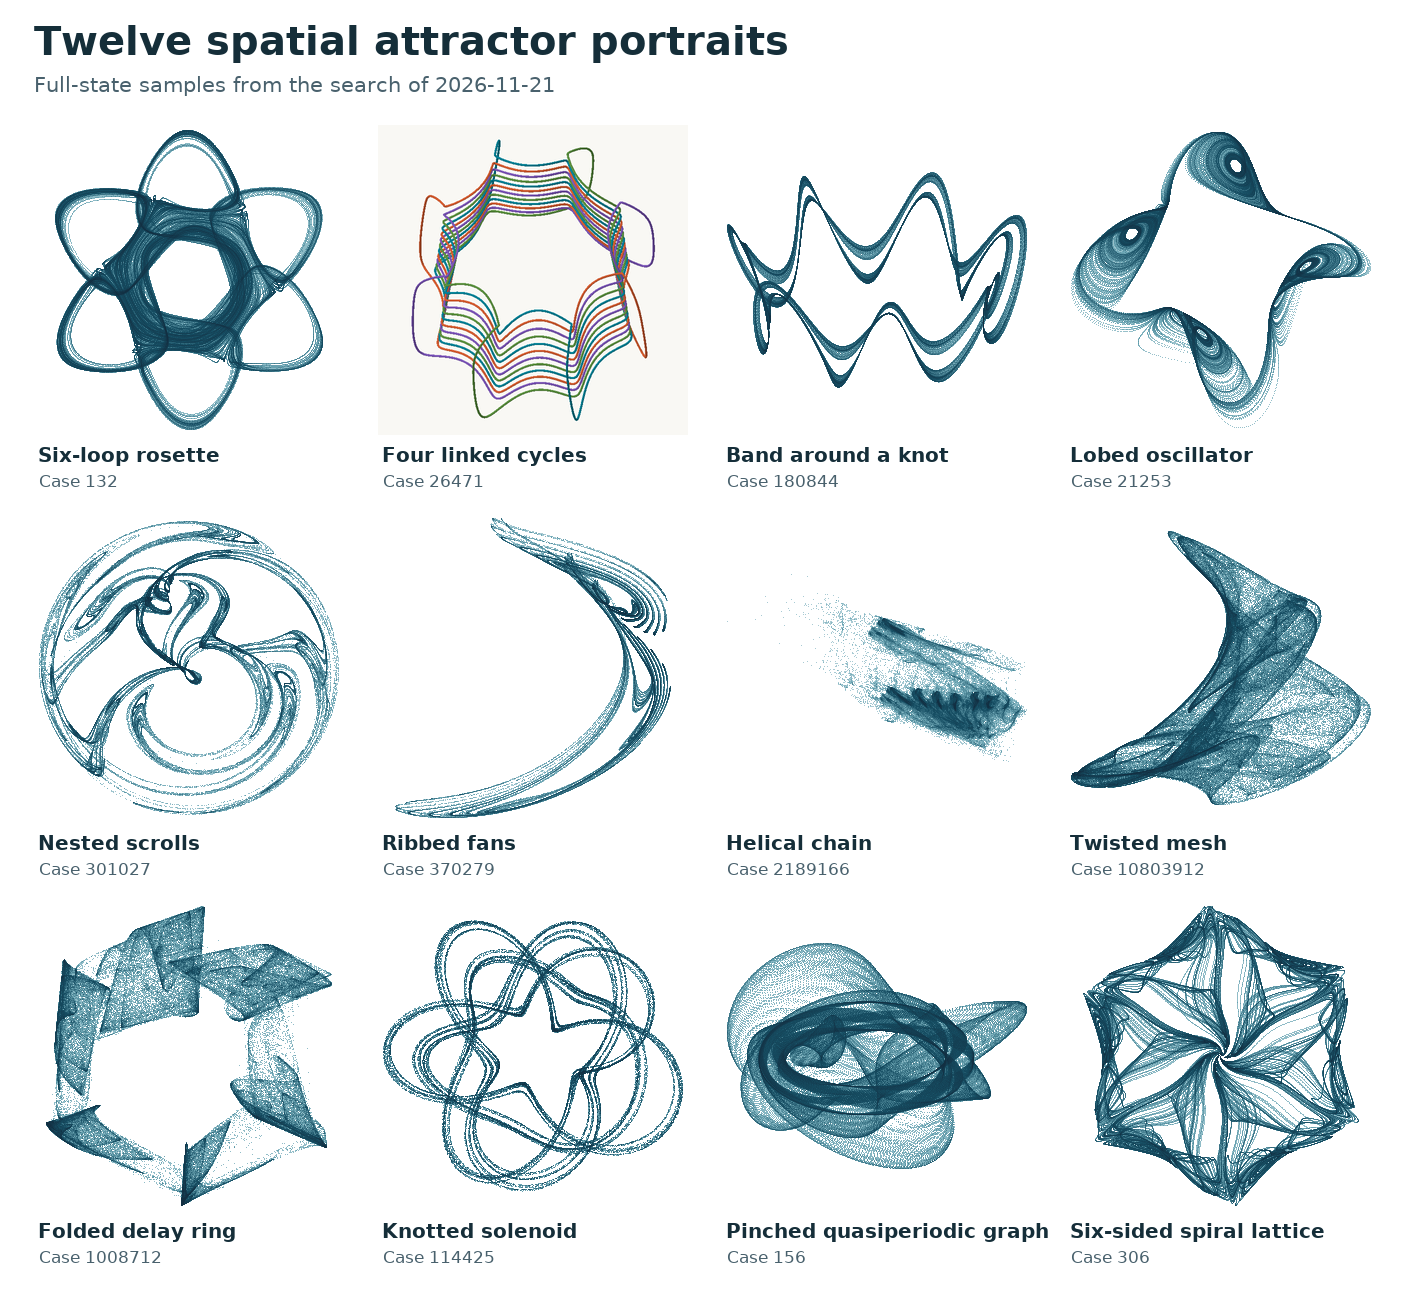 Twelve spatial attractor portraits
Full-state samples from the search of 2026-11-21
Six-loop rosette
Case 132
Four linked cycles
Case 26471
Band around a knot
Case 180844
Lobed oscillator
Case 21253
Nested scrolls
Case 301027
Ribbed fans
Case 370279
Helical chain
Case 2189166
Twisted mesh
Case 10803912
Folded delay ring
Case 1008712
Knotted solenoid
Case 114425
Pinched quasiperiodic graph
Case 156
Six-sided spiral lattice
Case 306